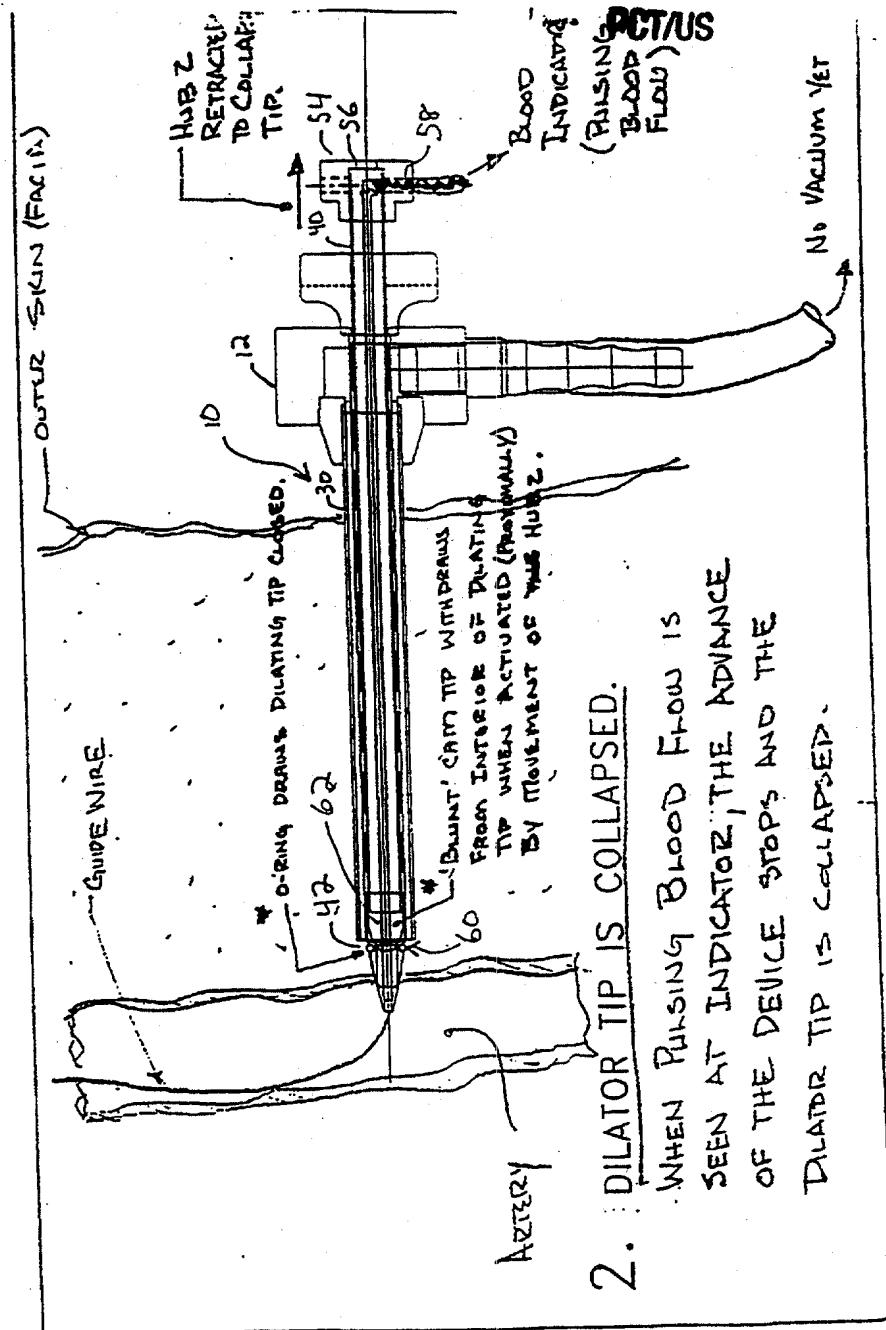 PCT/US
OUTER SKIN (FACIA)
HUB 2
RETRACTED
TO COLLAPSE
TIP.
54
56
58
40
12
10
30
BLOOD
INDICATOR
(PULSING
BLOOD
FLOW)
NO VACUUM YET
GUIDE WIRE
* O-RING DRAWS DILATING TIP CLOSED.
62
42
60
*
'BLUNT' CAM TIP WITHDRAWS
FROM INTERIOR OF DILATING
TIP WHEN ACTIVATED (PROXIMALLY)
BY MOVEMENT OF HUB 2.
ARTERY
2. DILATOR TIP IS COLLAPSED.
WHEN PULSING BLOOD FLOW IS
SEEN AT INDICATOR, THE ADVANCE
OF THE DEVICE STOPS AND THE
DILATOR TIP IS COLLAPSED.